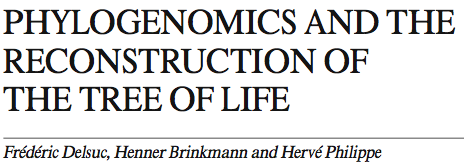 PHYLOGENOMICS AND THE
RECONSTRUCTION OF
THE TREE OF LIFE
Frédéric Delsuc, Henner Brinkmann and Hervé Philippe